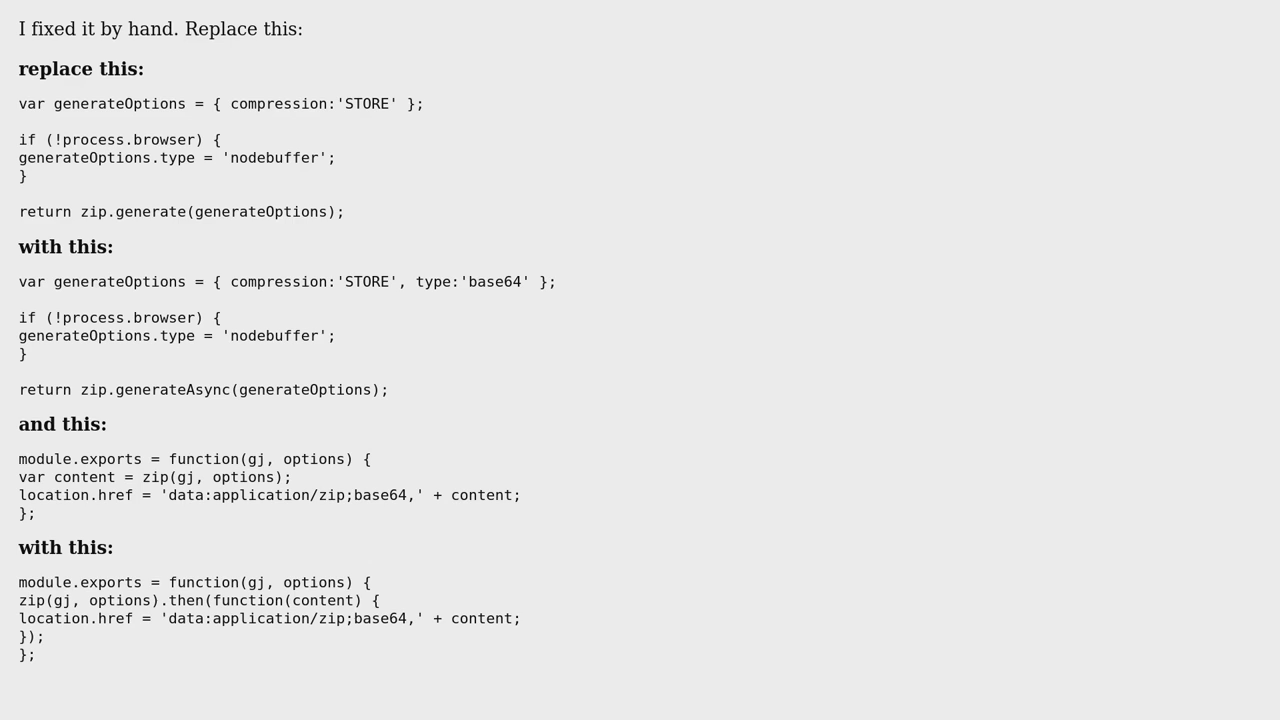 I fixed it by hand. Replace this:
replace this:
var generateOptions = { compression:'STORE' };
if (!process.browser) {
generateOptions.type = 'nodebuffer';
}
return zip.generate(generateOptions);
with this:
var generateOptions = { compression:'STORE', type:'base64' };
if (!process.browser) {
generateOptions.type = 'nodebuffer';
}
return zip.generateAsync(generateOptions);
and this:
module.exports = function(gj, options) {
var content = zip(gj, options);
location.href = 'data:application/zip;base64,' + content;
};
with this:
module.exports = function(gj, options) {
zip(gj, options).then(function(content) {
location.href = 'data:application/zip;base64,' + content;
});
};